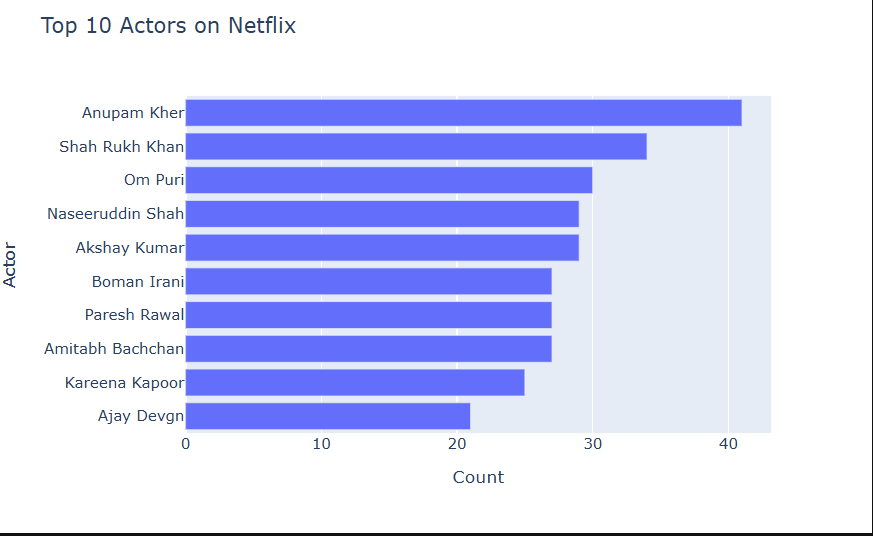 Top 10 Actors on Netflix
Actor
Anupam Kher
Shah Rukh Khan
Om Puri
Naseeruddin Shah
Akshay Kumar
Boman Irani
Paresh Rawal
Amitabh Bachchan
Kareena Kapoor
Ajay Devgn
0 10 20 30 40
Count